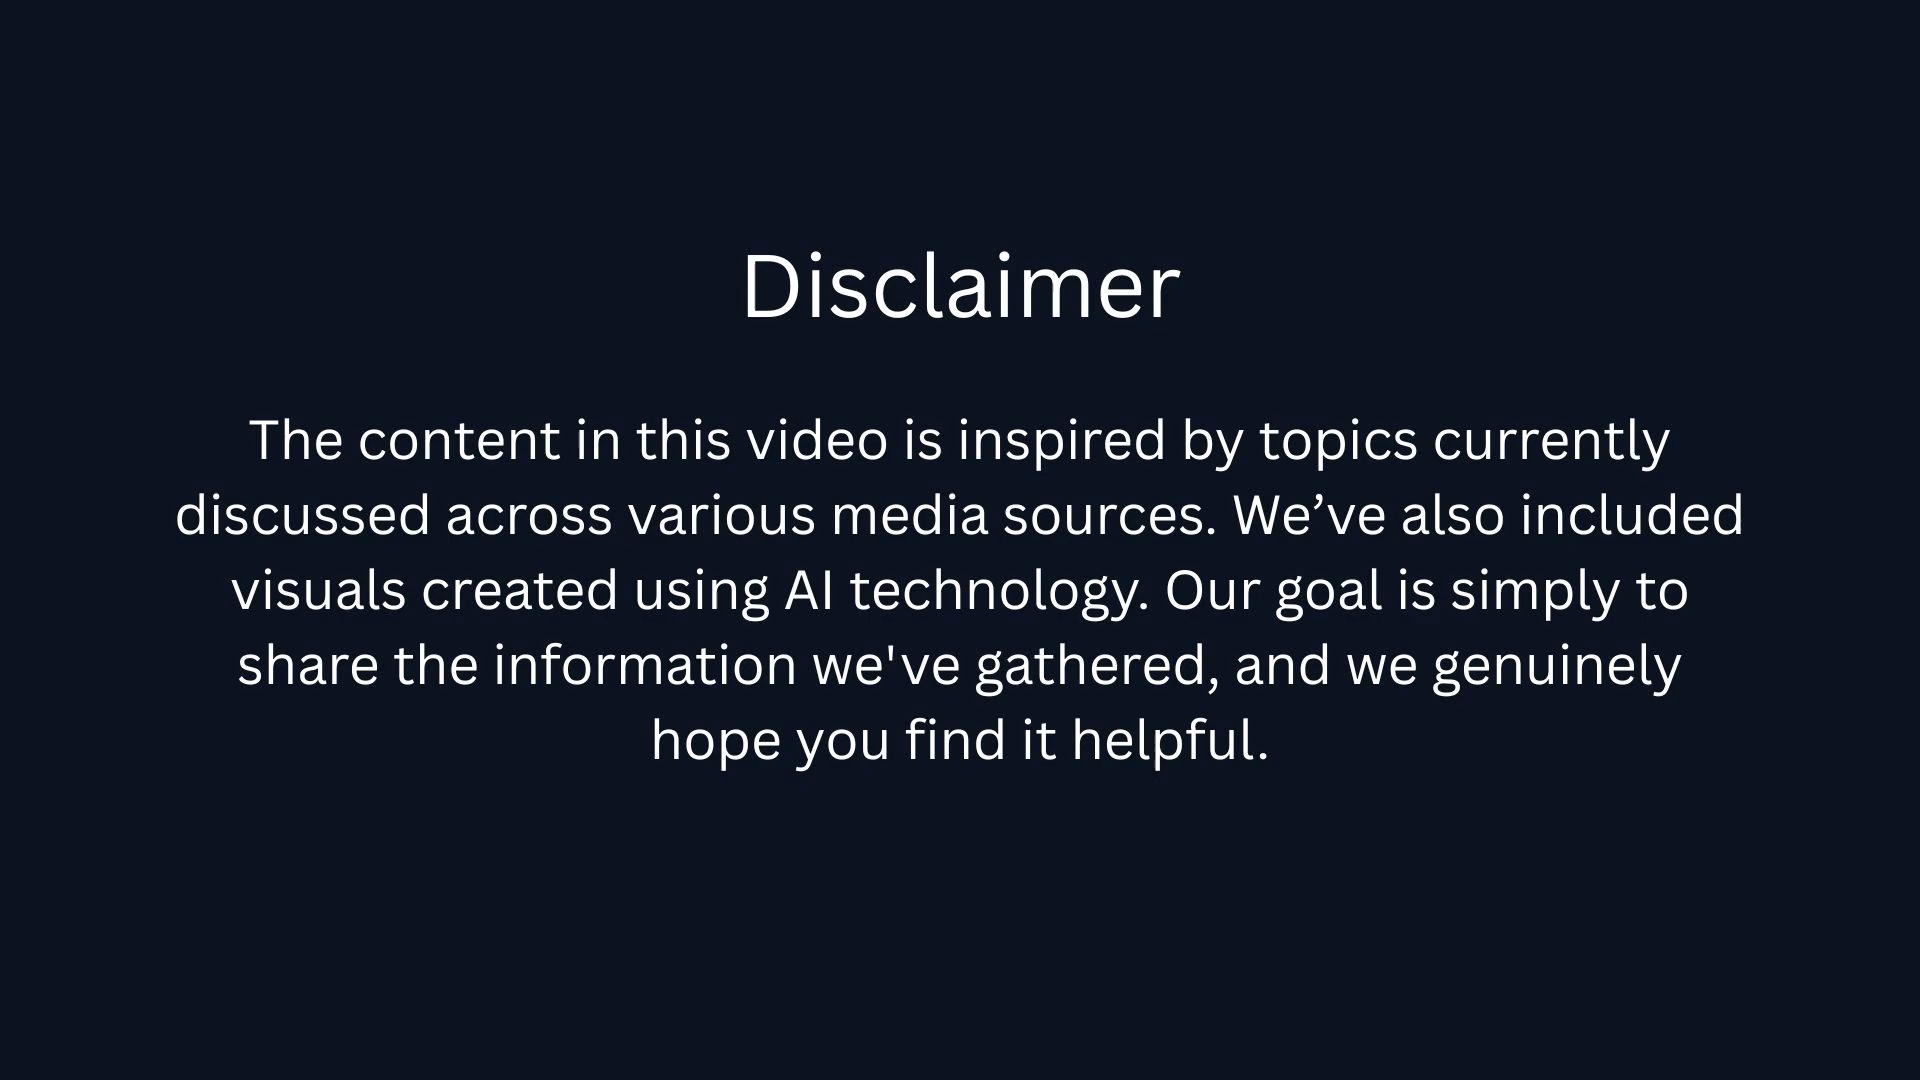 Disclaimer
The content in this video is inspired by topics currently
discussed across various media sources. We’ve also included
visuals created using AI technology. Our goal is simply to
share the information we've gathered, and we genuinely
hope you find it helpful.